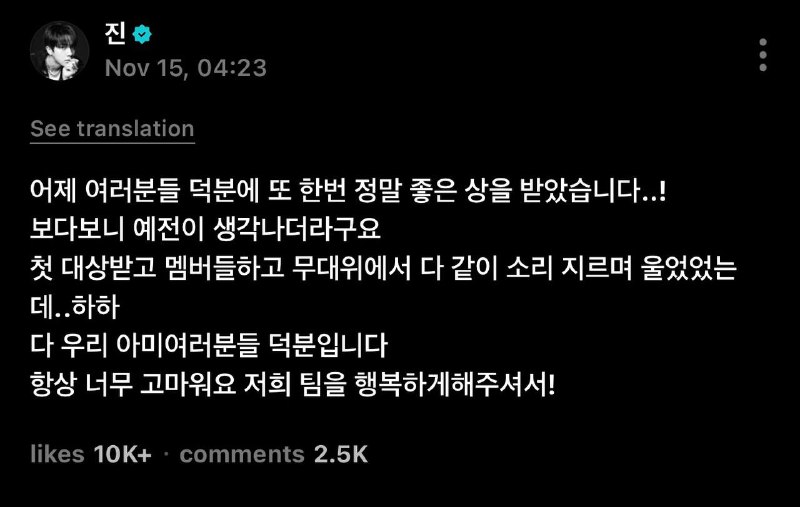 진
Nov 15, 04:23
See translation
어제 여러분들 덕분에 또 한번 정말 좋은 상을 받았습니다..!
보다보니 예전이 생각나더라구요
첫 대상받고 멤버들하고 무대위에서 다 같이 소리 지르며 울었었는
데..하하
다 우리 아미여러분들 덕분입니다
항상 너무 고마워요 저희 팀을 행복하게해주셔서!
likes 10K+ · comments 2.5K